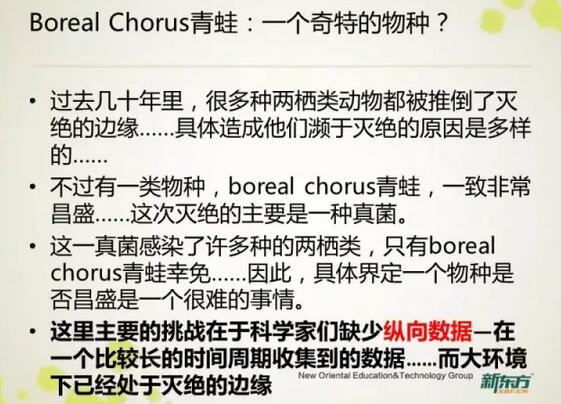 Boreal Chorus青蛙：一个奇特的物种？
• 过去几十年里，很多种两栖类动物都被推倒了灭
绝的边缘……具体造成他们濒于灭绝的原因是多样
的……
• 不过有一类物种，boreal chorus青蛙，一致非常
昌盛……这次灭绝的主要是一种真菌。
• 这一真菌感染了许多种的两栖类，只有boreal
chorus青蛙幸免……因此，具体界定一个物种是
否昌盛是一个很难的事情。
• 这里主要的挑战在于科学家们缺少纵向数据—在
一个比较长的时间周期收集到的数据……而大环境
下已经处于灭绝的边缘
New Oriental Education&Technology Group
新东方
XDF.CN